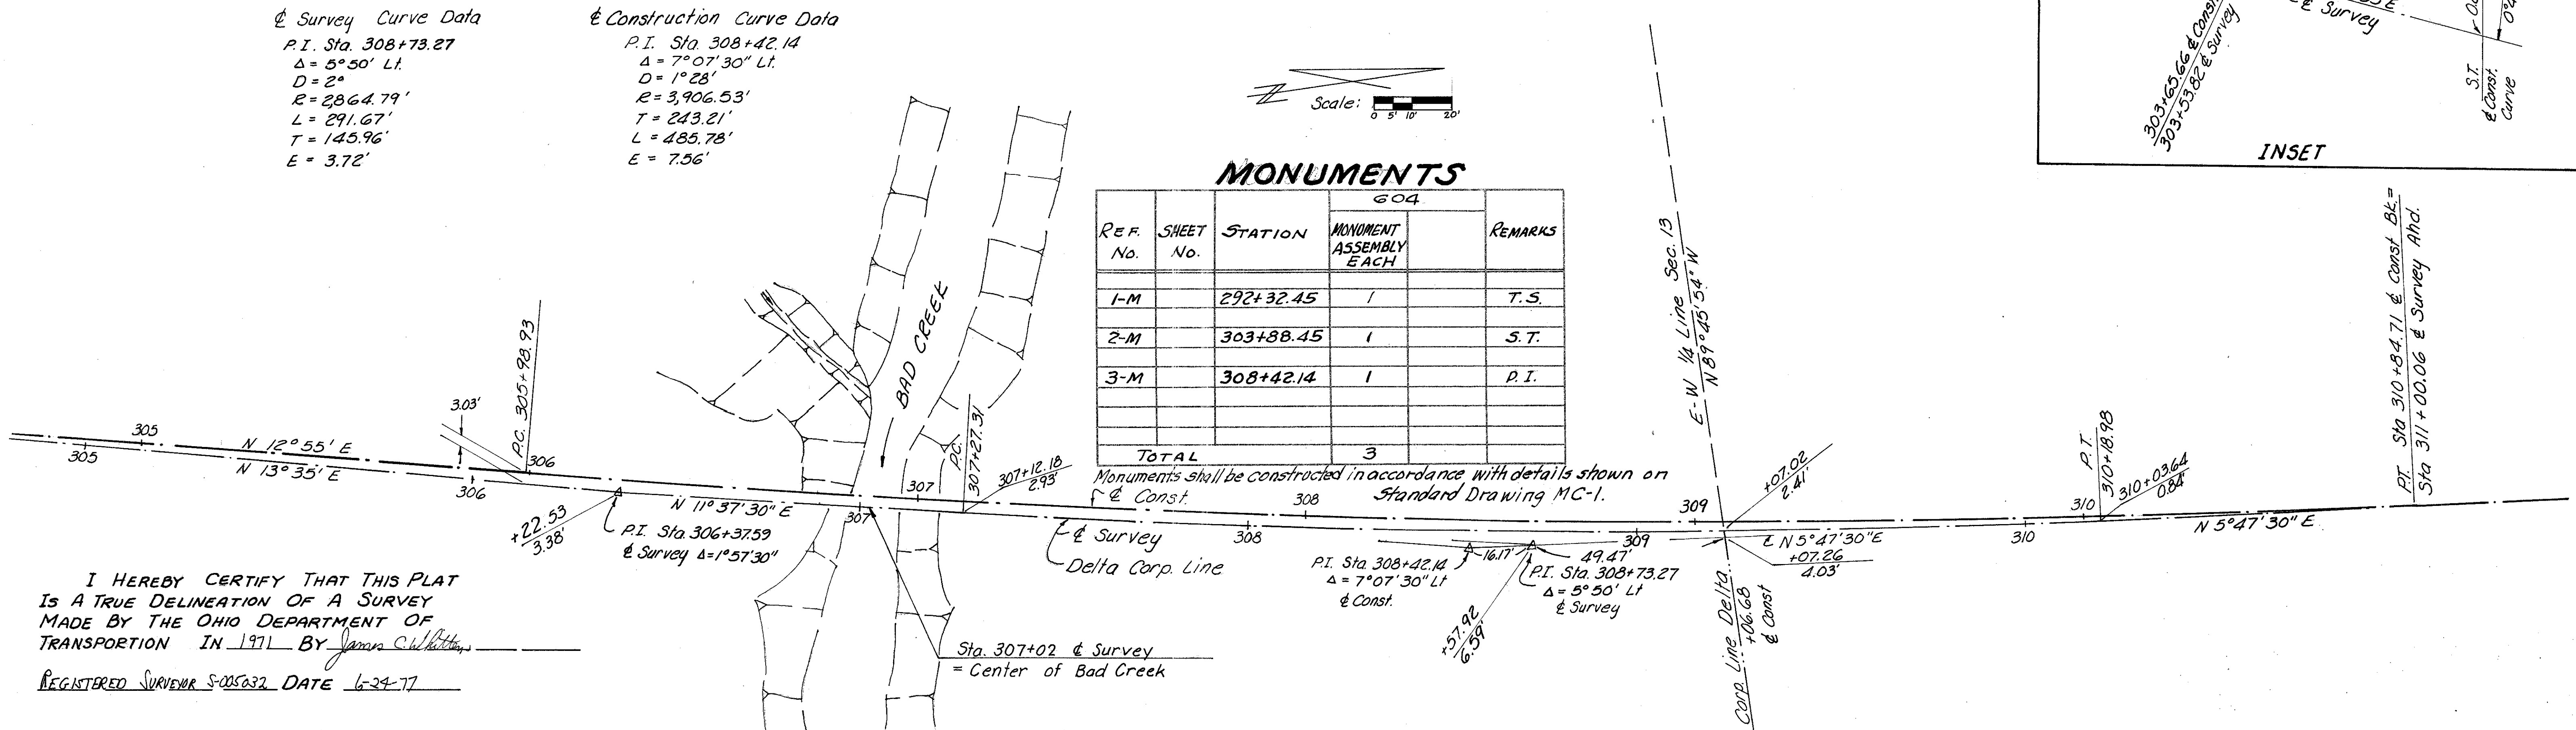 ℄ Survey Curve Data
P.I. Sta. 308+73.27
Δ = 5°50' Lt.
D = 2°
R = 2,864.79'
L = 291.67'
T = 145.96'
E = 3.72'
℄ Construction Curve Data
P.I. Sta. 308+42.14
Δ = 7°07'30" Lt.
D = 1°28'
R = 3,906.53'
T = 243.21'
L = 485.78'
E = 7.56'
Scale:
0 5' 10' 20'
303+65.66 ℄ Const.
303+53.82 ℄ Survey
℄ Survey
S.T.
℄ Const.
Curve
INSET
MONUMENTS
REF. No. SHEET No. STATION 604 MONUMENT ASSEMBLY EACH REMARKS
1-M 292+32.45 1 T.S.
2-M 303+88.45 1 S.T.
3-M 308+42.14 1 P.I.
TOTAL 3
Monuments shall be constructed in accordance with details shown on
Standard Drawing MC-1.
E-W 1/4 Line Sec. 13
N 89°45'54" W
P.T. Sta 310+84.71 ℄ Const Bk.=
Sta 311+00.06 ℄ Survey Ahd.
BAD CREEK
305
305
N 12°55' E
N 13°35' E
3.03'
P.C. 305+98.93
306
306
+22.53
3.38'
P.I. Sta. 306+37.59
℄ Survey Δ=1°57'30"
N 11°37'30" E
307
307
P.C.
307+27.31
307+12.18
2.93'
℄ Const.
℄ Survey
Delta Corp. Line
308
308
P.I. Sta. 308+42.14
Δ = 7°07'30" Lt
℄ Const.
16.17'
49.47'
P.I. Sta. 308+73.27
Δ = 5°50' Lt
℄ Survey
+57.92
6.59'
309
309
+07.02
2.41'
N 5°47'30" E
+07.26
4.03'
Corp. Line Delta
+06.68
℄ Const
310
310
P.T.
310+18.98
310+03.64
0.84'
N 5°47'30" E
Sta. 307+02 ℄ Survey
= Center of Bad Creek
I HEREBY CERTIFY THAT THIS PLAT
IS A TRUE DELINEATION OF A SURVEY
MADE BY THE OHIO DEPARTMENT OF
TRANSPORTION IN 1971 BY James C. Whitten
REGISTERED SURVEYOR S-005032 DATE 6-24-77